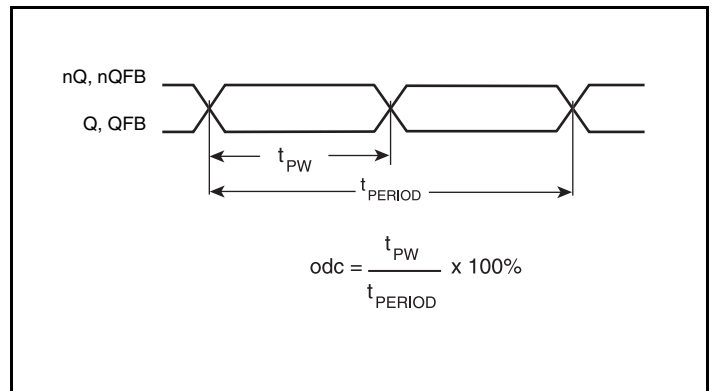 nQ, nQFB
Q, QFB
tPW
tPERIOD
odc = tPW / tPERIOD x 100%